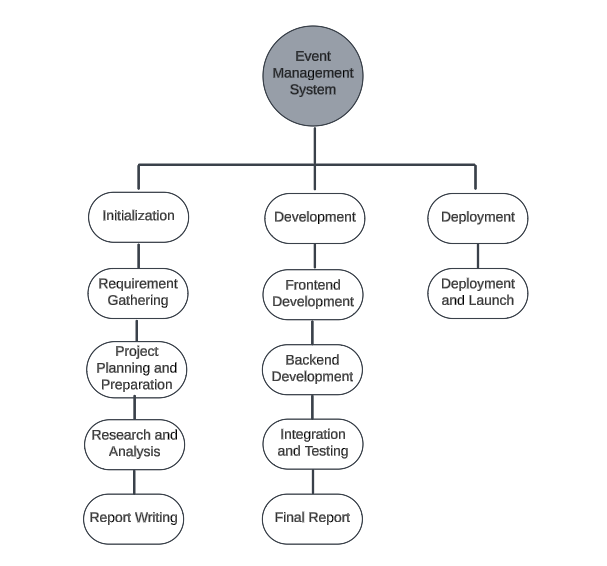 Event
Management
System
Initialization
Development
Deployment
Requirement
Gathering
Frontend
Development
Deployment
and Launch
Project
Planning and
Preparation
Backend
Development
Research and
Analysis
Integration
and Testing
Report Writing
Final Report